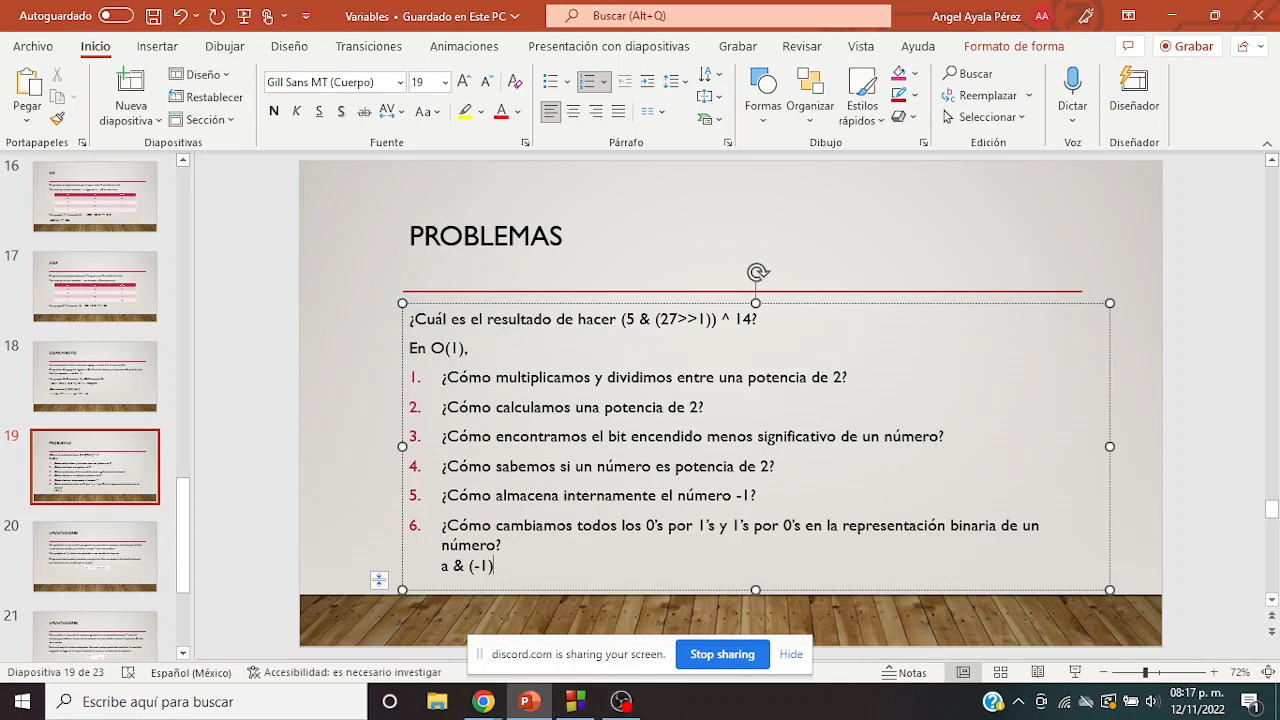 Autoguardado
Variables • Guardado en Este PC
Buscar (Alt+Q)
Angel Ayala Pérez
AA
Archivo Inicio Insertar Dibujar Diseño Transiciones Animaciones Presentación con diapositivas Grabar Revisar Vista Ayuda Formato de forma
Grabar
Pegar
Nueva diapositiva
Diseño
Restablecer
Sección
Gill Sans MT (Cuerpo) 19
N K S S ab AV Aa A
Formas
Organizar
Estilos rápidos
Buscar
Reemplazar
Seleccionar
Dictar
Diseñador
Portapapeles Diapositivas Fuente Párrafo Dibujo Edición Voz Diseñador
16
17
18
19
20
21
PROBLEMAS
¿Cuál es el resultado de hacer (5 & (27>>1)) ^ 14?
En O(1),
1. ¿Cómo multiplicamos y dividimos entre una potencia de 2?
2. ¿Cómo calculamos una potencia de 2?
3. ¿Cómo encontramos el bit encendido menos significativo de un número?
4. ¿Cómo sabemos si un número es potencia de 2?
5. ¿Cómo almacena internamente el número -1?
6. ¿Cómo cambiamos todos los 0's por 1's y 1's por 0's en la representación binaria de un
número?
a & (-1)
discord.com is sharing your screen. Stop sharing Hide
Diapositiva 19 de 23 Español (México) Accesibilidad: es necesario investigar Notas 72%
Escribe aquí para buscar
08:17 p. m.
12/11/2022